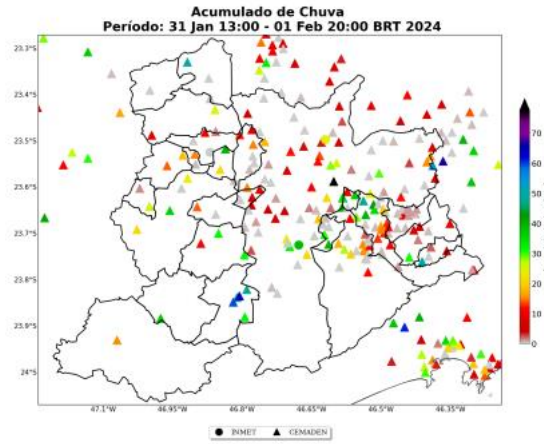 Acumulado de Chuva
Período: 31 Jan 13:00 - 01 Feb 20:00 BRT 2024
23.3°S
23.4°S
23.5°S
23.6°S
23.7°S
23.8°S
23.9°S
24°S
47.1°W
46.95°W
46.8°W
46.65°W
46.5°W
46.35°W
70
60
50
40
30
20
10
0
INMET
CEMADEN